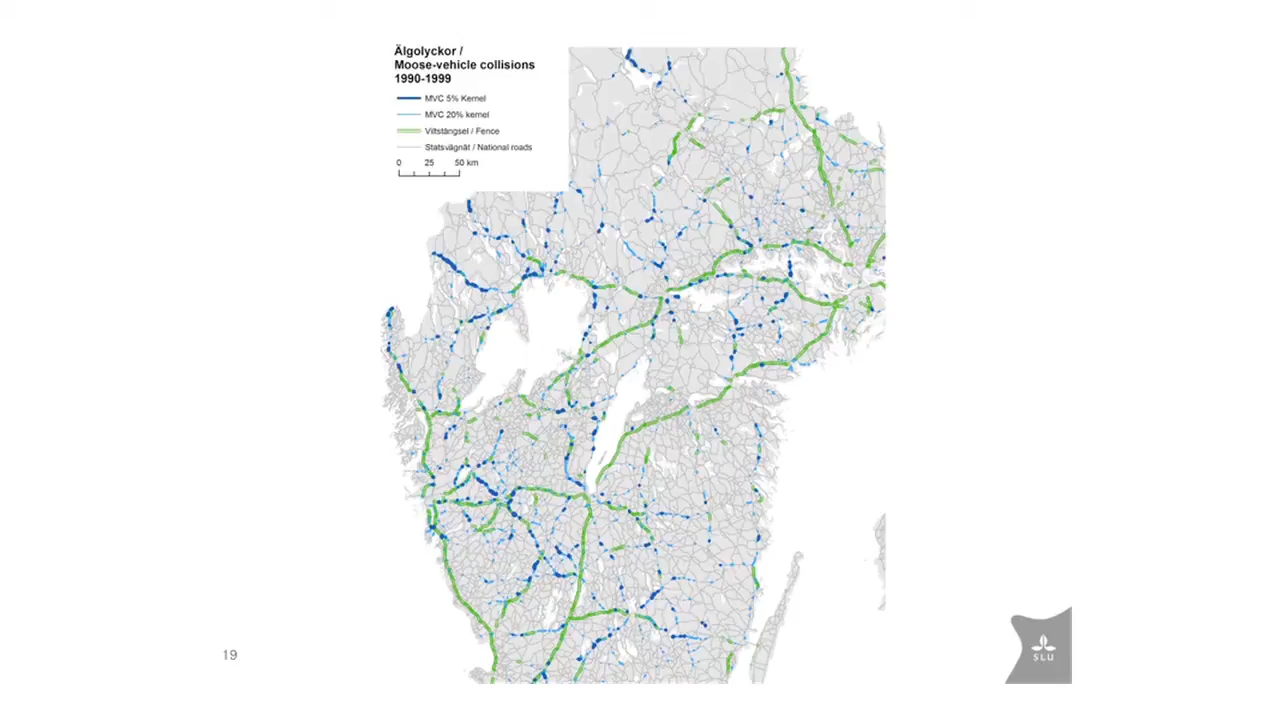 Älgolyckor /
Moose-vehicle collisions
1990-1999
MVC 5% Kernel
MVC 20% kernel
Viltstängsel / Fence
Statsvägnät / National roads
0 25 50 km
19
SLU